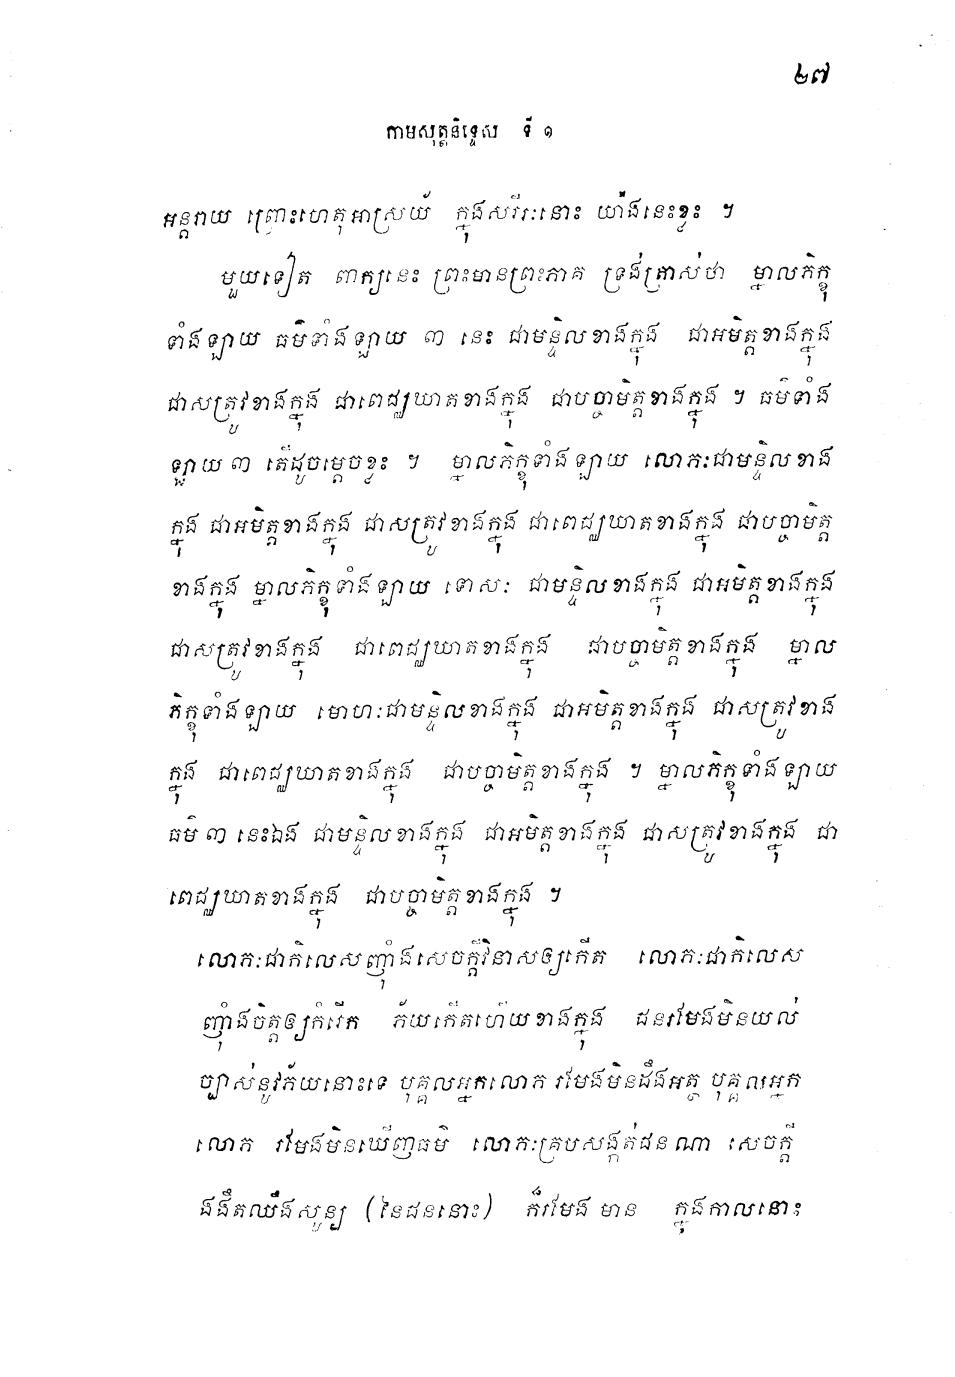 ២៧
កាមសុត្តនិទ្ទេស ទី ១
អន្តរាយ ព្រោះហេតុអាស្រ័យ ក្នុងសរីរៈនោះ យ៉ាងនេះខ្លះ ។
មួយទៀត ពាក្យនេះ ព្រះមានព្រះភាគ ទ្រង់ត្រាស់ថា ម្នាលភិក្ខុ
ទាំងឡាយ ធម៌ទាំងឡាយ ៣ នេះ ជាមន្ទិលខាងក្នុង ជាអមិត្តខាងក្នុង
ជាសត្រូវខាងក្នុង ជាពេជ្ឈឃាតខាងក្នុង ជាបច្ចាមិត្តខាងក្នុង ។ ធម៌ទាំង
ឡាយ ៣ តើដូចម្តេចខ្លះ ។ ម្នាលភិក្ខុទាំងឡាយ លោភៈជាមន្ទិលខាង
ក្នុង ជាអមិត្តខាងក្នុង ជាសត្រូវខាងក្នុង ជាពេជ្ឈឃាតខាងក្នុង ជាបច្ចាមិត្ត
ខាងក្នុង ម្នាលភិក្ខុទាំងឡាយ ទោសៈ ជាមន្ទិលខាងក្នុង ជាអមិត្តខាងក្នុង
ជាសត្រូវខាងក្នុង ជាពេជ្ឈឃាតខាងក្នុង ជាបច្ចាមិត្តខាងក្នុង ម្នាល
ភិក្ខុទាំងឡាយ មោហៈជាមន្ទិលខាងក្នុង ជាអមិត្តខាងក្នុង ជាសត្រូវខាង
ក្នុង ជាពេជ្ឈឃាតខាងក្នុង ជាបច្ចាមិត្តខាងក្នុង ។ ម្នាលភិក្ខុទាំងឡាយ
ធម៌ ៣ នេះឯង ជាមន្ទិលខាងក្នុង ជាអមិត្តខាងក្នុង ជាសត្រូវខាងក្នុង ជា
ពេជ្ឈឃាតខាងក្នុង ជាបច្ចាមិត្តខាងក្នុង ។
លោភៈជាកិលេសញុំាងសេចក្តីវិនាសឲ្យកើត លោភៈជាកិលេស
ញុំាងចិត្តឲ្យកំរើក ភ័យកើតហើយខាងក្នុង ជនរមែងមិនយល់
ច្បាស់នូវភ័យនោះទេ បុគ្គលអ្នកលោភ រមែងមិនដឹងអត្ថ បុគ្គលអ្នក
លោភ រមែងមិនឃើញធម៌ លោភៈគ្របសង្កត់ជនណា សេចក្តី
ងងឹតឈឹងសូន្យ (នៃជននោះ) ក៏រមែង មាន ក្នុងកាលនោះ